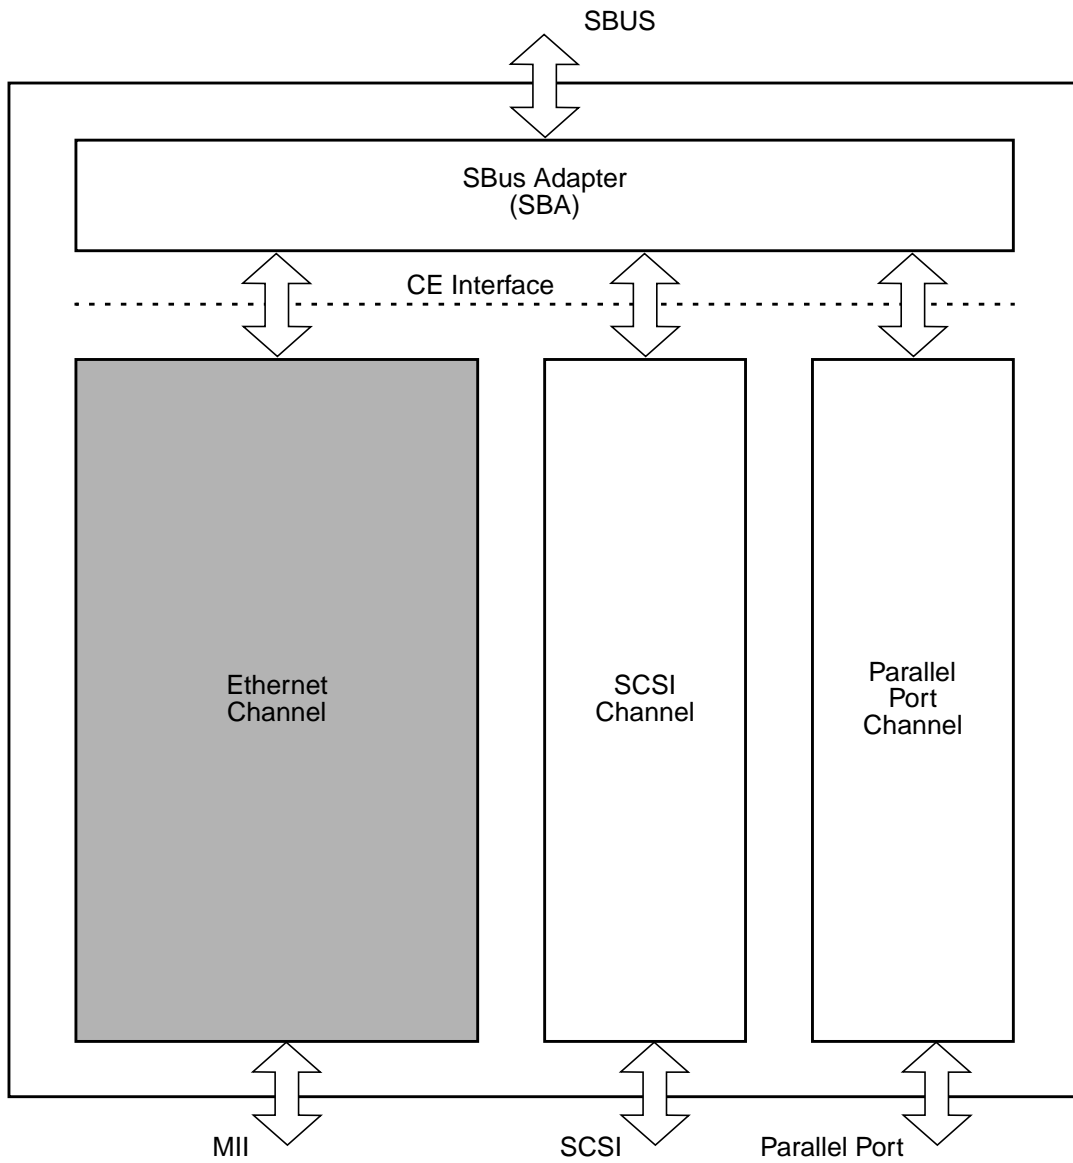 SBUS
SBus Adapter
(SBA)
CE Interface
Ethernet
Channel
SCSI
Channel
Parallel
Port
Channel
MII
SCSI
Parallel Port